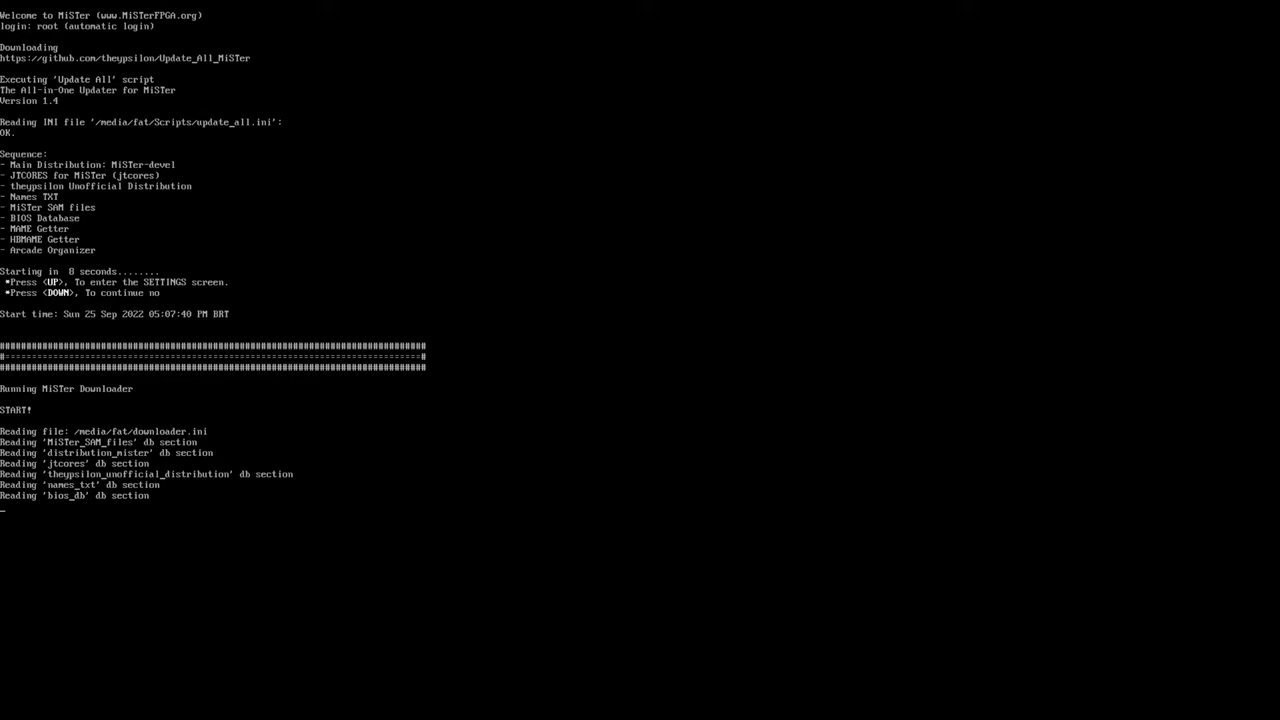 Welcome to MiSTer (www.MiSTerFPGA.org)
login: root (automatic login)
Downloading
https://github.com/theypsilon/Update_All_MiSTer
Executing 'Update All' script
The All-in-One Updater for MiSTer
Version 1.4
Reading INI file '/media/fat/Scripts/update_all.ini':
OK.
Sequence:
- Main Distribution: MiSTer-devel
- JTCORES for MiSTer (jtcores)
- theypsilon Unofficial Distribution
- Names TXT
- MiSTer SAM files
- BIOS Database
- MAME Getter
- HBMAME Getter
- Arcade Organizer
Starting in  0 seconds........
*Press <UP>, To enter the SETTINGS screen.
*Press <DOWN>, To continue no
Start time: Sun 25 Sep 2022 05:07:40 PM BRT
################################################################################
#==============================================================================#
################################################################################
Running MiSTer Downloader
START!
Reading file: /media/fat/downloader.ini
Reading 'MiSTer_SAM_files' db section
Reading 'distribution_mister' db section
Reading 'jtcores' db section
Reading 'theypsilon_unofficial_distribution' db section
Reading 'names_txt' db section
Reading 'bios_db' db section
_